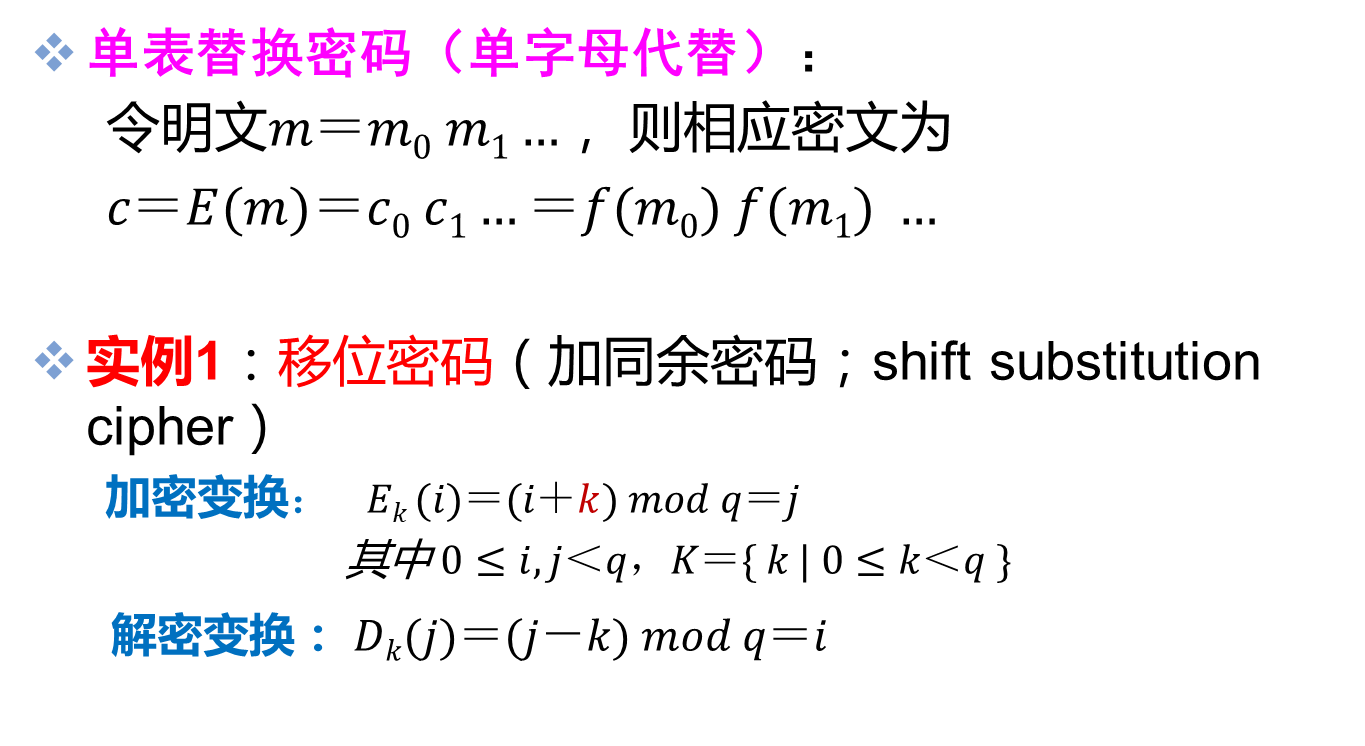 ❖ 单表替换密码（单字母代替）：
令明文m＝m₀ m₁ …， 则相应密文为
c＝E(m)＝c₀ c₁ … ＝f(m₀) f(m₁) …
❖ 实例1：移位密码（加同余密码；shift substitution
cipher）
加密变换： Eₖ(i)＝(i＋k) mod q＝j
其中 0 ≤ i,j＜q，K＝{ k | 0 ≤ k＜q }
解密变换：Dₖ(j)＝(j－k) mod q＝i